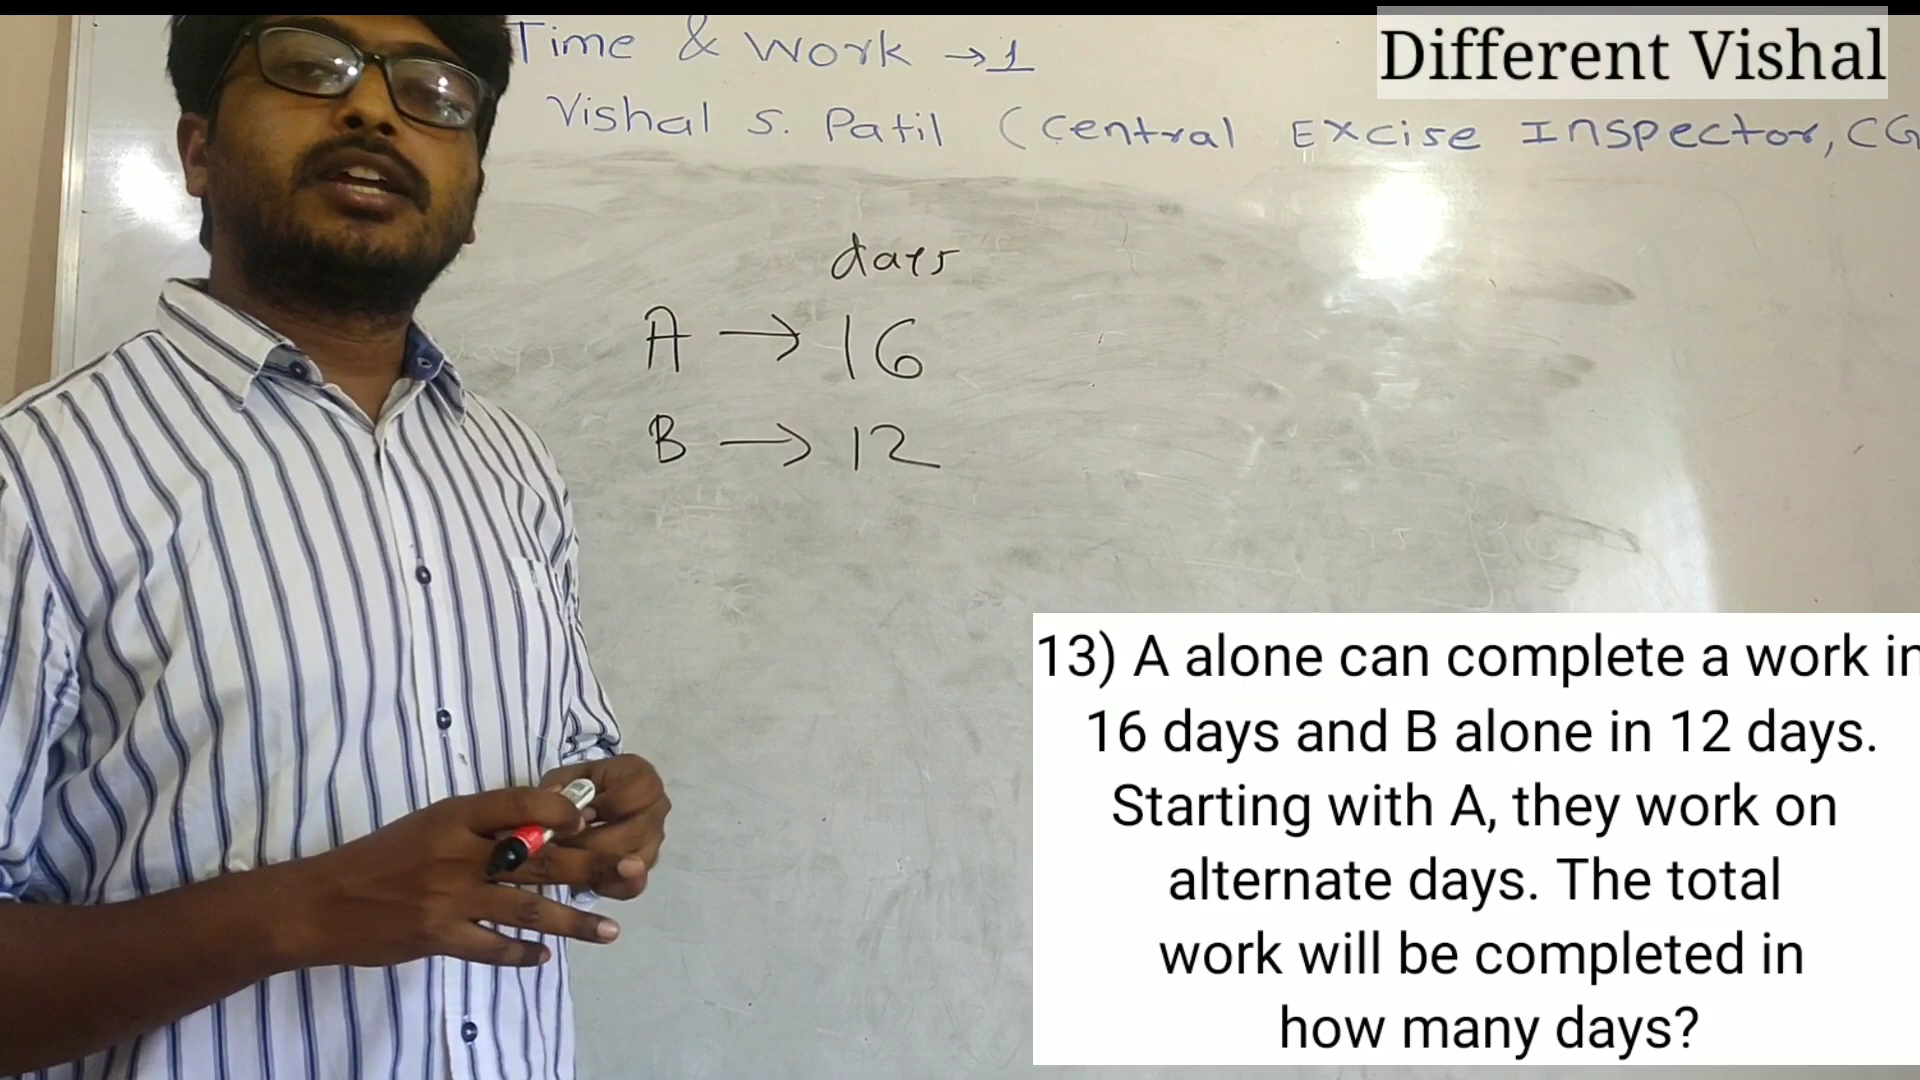 Time & Work → 1
Different Vishal
Vishal S. Patil (Central Excise Inspector, CG
days
A → 16
B → 12
13) A alone can complete a work in
16 days and B alone in 12 days.
Starting with A, they work on
alternate days. The total
work will be completed in
how many days?